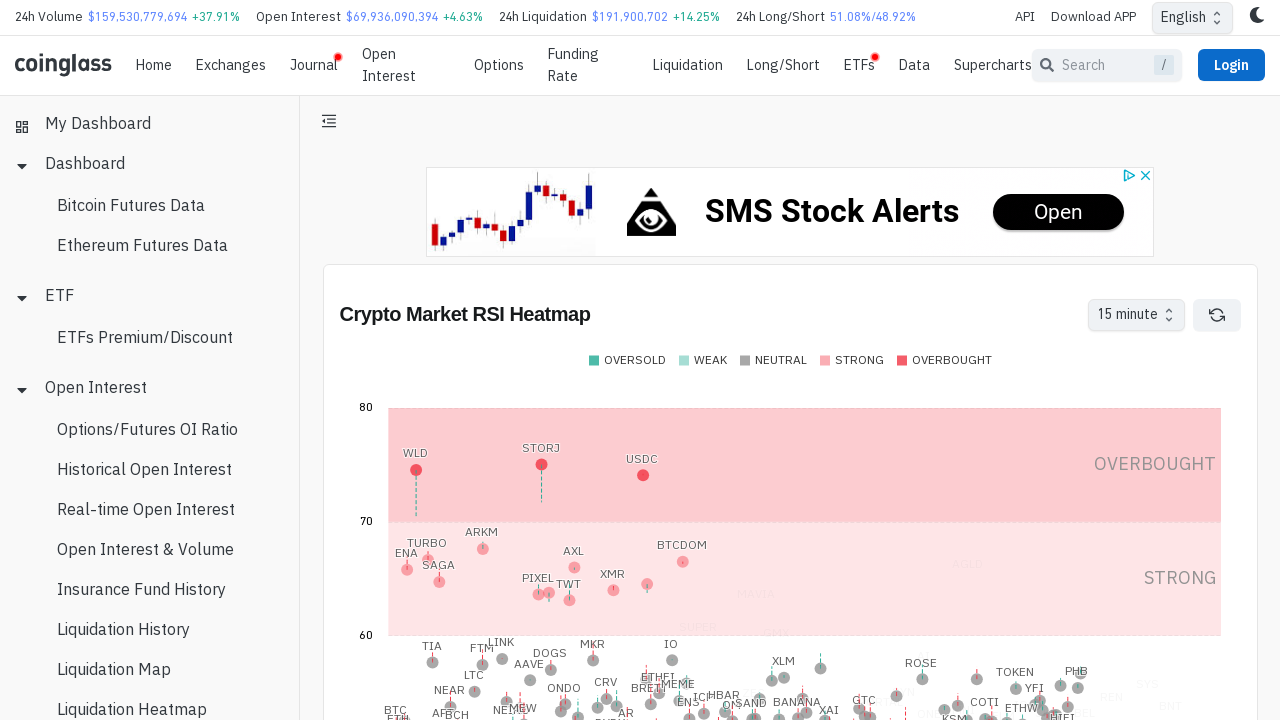 24h Volume $159,530,779,694 +37.91% Open Interest $69,936,090,394 +4.63% 24h Liquidation $191,900,702 +14.25% 24h Long/Short 51.08%/48.92% API Download APP English
coinglass Home Exchanges Journal Open Interest Options Funding Rate Liquidation Long/Short ETFs Data Supercharts Search / Login
My Dashboard
Dashboard
Bitcoin Futures Data
Ethereum Futures Data
ETF
ETFs Premium/Discount
Open Interest
Options/Futures OI Ratio
Historical Open Interest
Real-time Open Interest
Open Interest & Volume
Insurance Fund History
Liquidation History
Liquidation Map
Liquidation Heatmap
SMS Stock Alerts Open
Crypto Market RSI Heatmap 15 minute
OVERSOLD WEAK NEUTRAL STRONG OVERBOUGHT
80
STORJ
WLD
USDC
OVERBOUGHT
70
ARKM
TURBO
BTCDOM
ENA
AXL
SAGA
AGLD
XMR
PIXEL
STRONG
TWT
MAVIA
SUPER
60
TIA
LINK
FTM
MKR
IO
DOGS
XLM
AAVE
ROSE
LTC
ETHFI
TOKEN
PHB
CRV
MEME
NEAR
ONDO
BRETT
YFI
SYS
ENS
ICP
HBAR
SAND
BANANA
GTC
COTI
REN
BTC
BCH
NEIRO
MEW
AR
XAI
KSM
ETHW
DNT
ETH